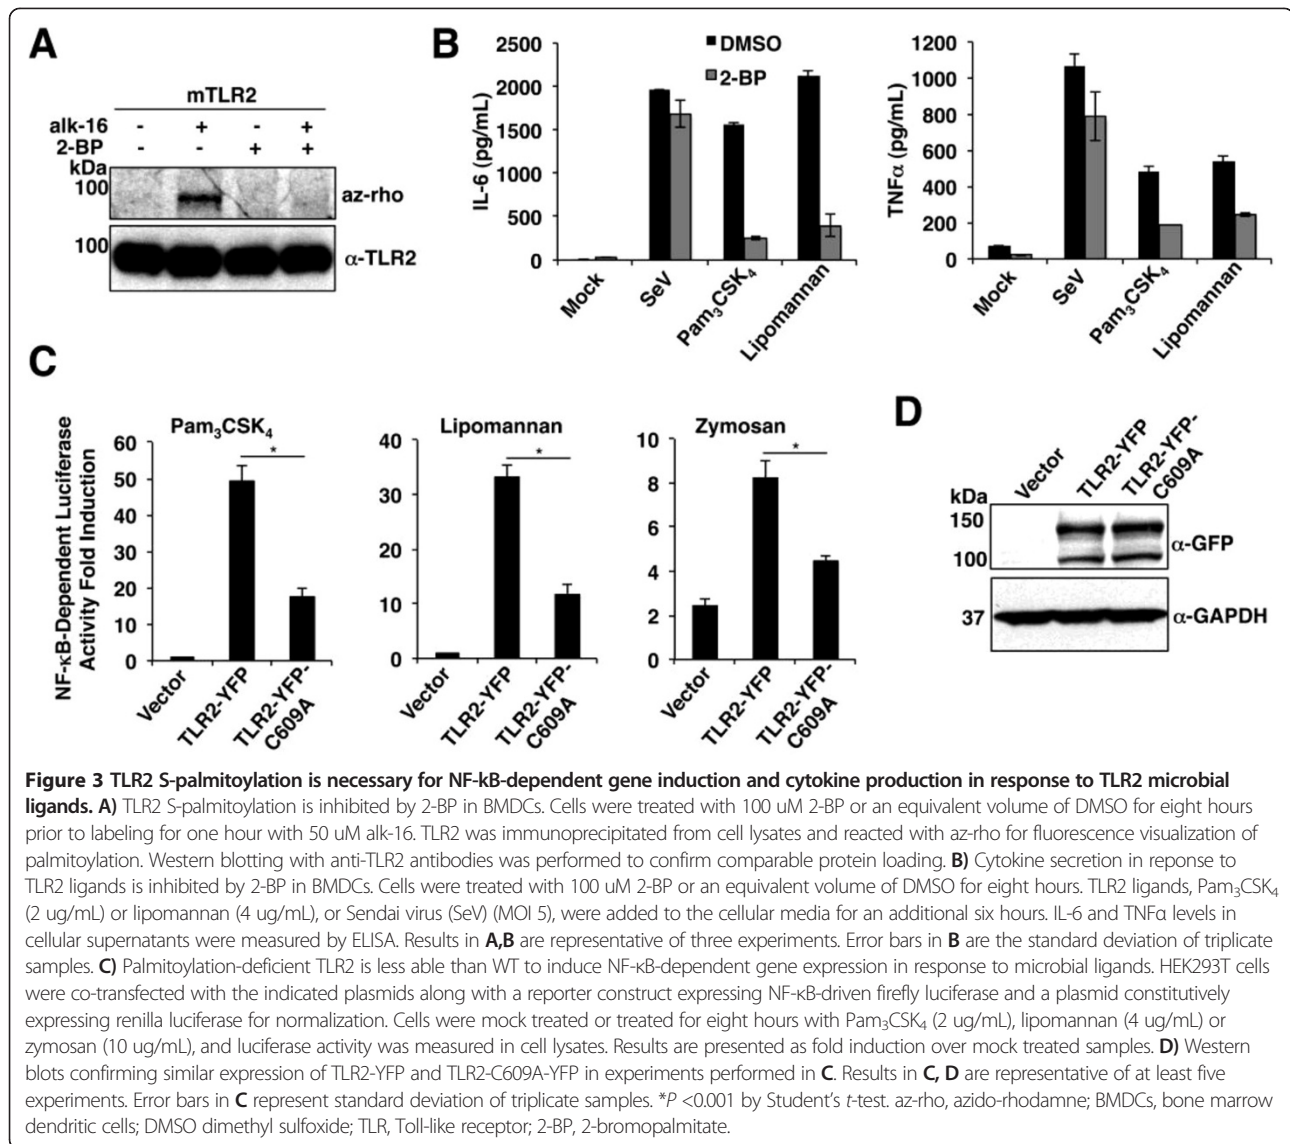 A
mTLR2
alk-16 - + - +
2-BP - - + +
kDa
100
az-rho
100
α-TLR2
B
DMSO
2-BP
IL-6 (pg/mL)
2500
2000
1500
1000
500
0
Mock
SeV
Pam₃CSK₄
Lipomannan
TNFα (pg/mL)
1200
1000
800
600
400
200
0
Mock
SeV
Pam₃CSK₄
Lipomannan
C
NF-κB-Dependent Luciferase
Activity Fold Induction
Pam₃CSK₄
60
50
40
30
20
10
0
*
Vector
TLR2-YFP
TLR2-YFP-
C609A
Lipomannan
40
30
20
10
0
*
Vector
TLR2-YFP
TLR2-YFP-
C609A
Zymosan
10
8
6
4
2
0
*
Vector
TLR2-YFP
TLR2-YFP-
C609A
D
Vector
TLR2-YFP
TLR2-YFP-
C609A
kDa
150
100
α-GFP
37
α-GAPDH
Figure 3 TLR2 S-palmitoylation is necessary for NF-kB-dependent gene induction and cytokine production in response to TLR2 microbial
ligands. A) TLR2 S-palmitoylation is inhibited by 2-BP in BMDCs. Cells were treated with 100 uM 2-BP or an equivalent volume of DMSO for eight hours
prior to labeling for one hour with 50 uM alk-16. TLR2 was immunoprecipitated from cell lysates and reacted with az-rho for fluorescence visualization of
palmitoylation. Western blotting with anti-TLR2 antibodies was performed to confirm comparable protein loading. B) Cytokine secretion in reponse to
TLR2 ligands is inhibited by 2-BP in BMDCs. Cells were treated with 100 uM 2-BP or an equivalent volume of DMSO for eight hours. TLR2 ligands, Pam₃CSK₄
(2 ug/mL) or lipomannan (4 ug/mL), or Sendai virus (SeV) (MOI 5), were added to the cellular media for an additional six hours. IL-6 and TNFα levels in
cellular supernatants were measured by ELISA. Results in A,B are representative of three experiments. Error bars in B are the standard deviation of triplicate
samples. C) Palmitoylation-deficient TLR2 is less able than WT to induce NF-κB-dependent gene expression in response to microbial ligands. HEK293T cells
were co-transfected with the indicated plasmids along with a reporter construct expressing NF-κB-driven firefly luciferase and a plasmid constitutively
expressing renilla luciferase for normalization. Cells were mock treated or treated for eight hours with Pam₃CSK₄ (2 ug/mL), lipomannan (4 ug/mL) or
zymosan (10 ug/mL), and luciferase activity was measured in cell lysates. Results are presented as fold induction over mock treated samples. D) Western
blots confirming similar expression of TLR2-YFP and TLR2-C609A-YFP in experiments performed in C. Results in C, D are representative of at least five
experiments. Error bars in C represent standard deviation of triplicate samples. *P <0.001 by Student's t-test. az-rho, azido-rhodamne; BMDCs, bone marrow
dendritic cells; DMSO dimethyl sulfoxide; TLR, Toll-like receptor; 2-BP, 2-bromopalmitate.